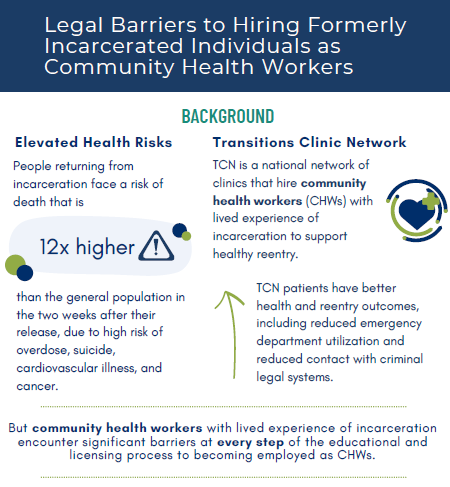 Legal Barriers to Hiring Formerly
Incarcerated Individuals as
Community Health Workers
BACKGROUND
Elevated Health Risks
People returning from
incarceration face a risk of
death that is
12x higher
than the general population in
the two weeks after their
release, due to high risk of
overdose, suicide,
cardiovascular illness, and
cancer.
Transitions Clinic Network
TCN is a national network of
clinics that hire community
health workers (CHWs) with
lived experience of
incarceration to support
healthy reentry.
TCN patients have better
health and reentry outcomes,
including reduced emergency
department utilization and
reduced contact with criminal
legal systems.
But community health workers with lived experience of incarceration
encounter significant barriers at every step of the educational and
licensing process to becoming employed as CHWs.